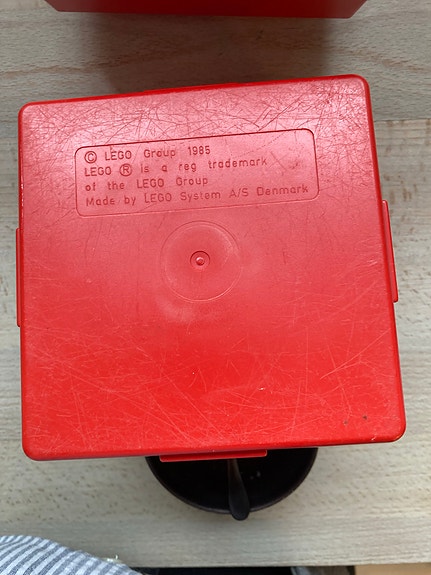 © LEGO Group 1985
LEGO ® is a reg trademark
of the LEGO Group
Made by LEGO System A/S Denmark